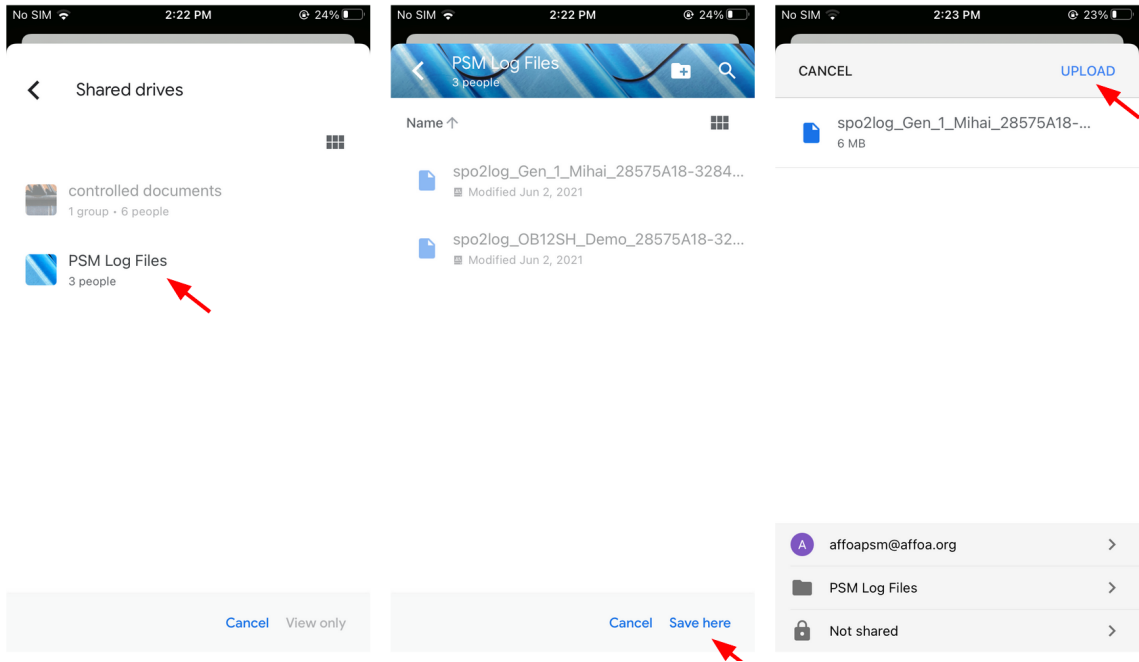 No SIM 2:22 PM 24%
Shared drives
controlled documents
1 group • 6 people
PSM Log Files
3 people
Cancel View only
No SIM 2:22 PM 24%
PSM Log Files
3 people
Name
spo2log_Gen_1_Mihai_28575A18-3284...
Modified Jun 2, 2021
spo2log_OB12SH_Demo_28575A18-32...
Modified Jun 2, 2021
Cancel Save here
No SIM 2:23 PM 23%
CANCEL UPLOAD
spo2log_Gen_1_Mihai_28575A18-...
6 MB
A affoapsm@affoa.org
PSM Log Files
Not shared